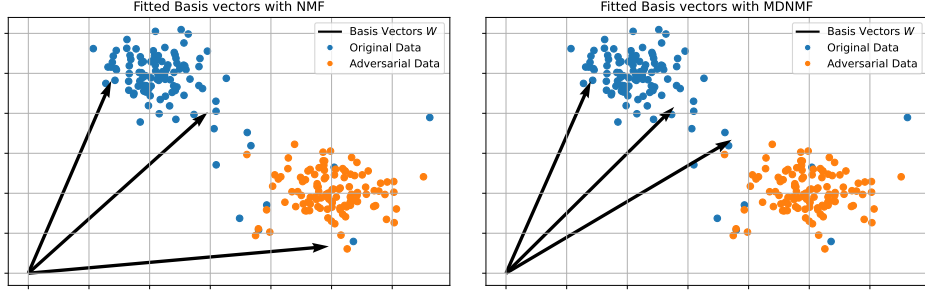 Fitted Basis vectors with NMF
Basis Vectors W
Original Data
Adversarial Data
Fitted Basis vectors with MDNMF
Basis Vectors W
Original Data
Adversarial Data